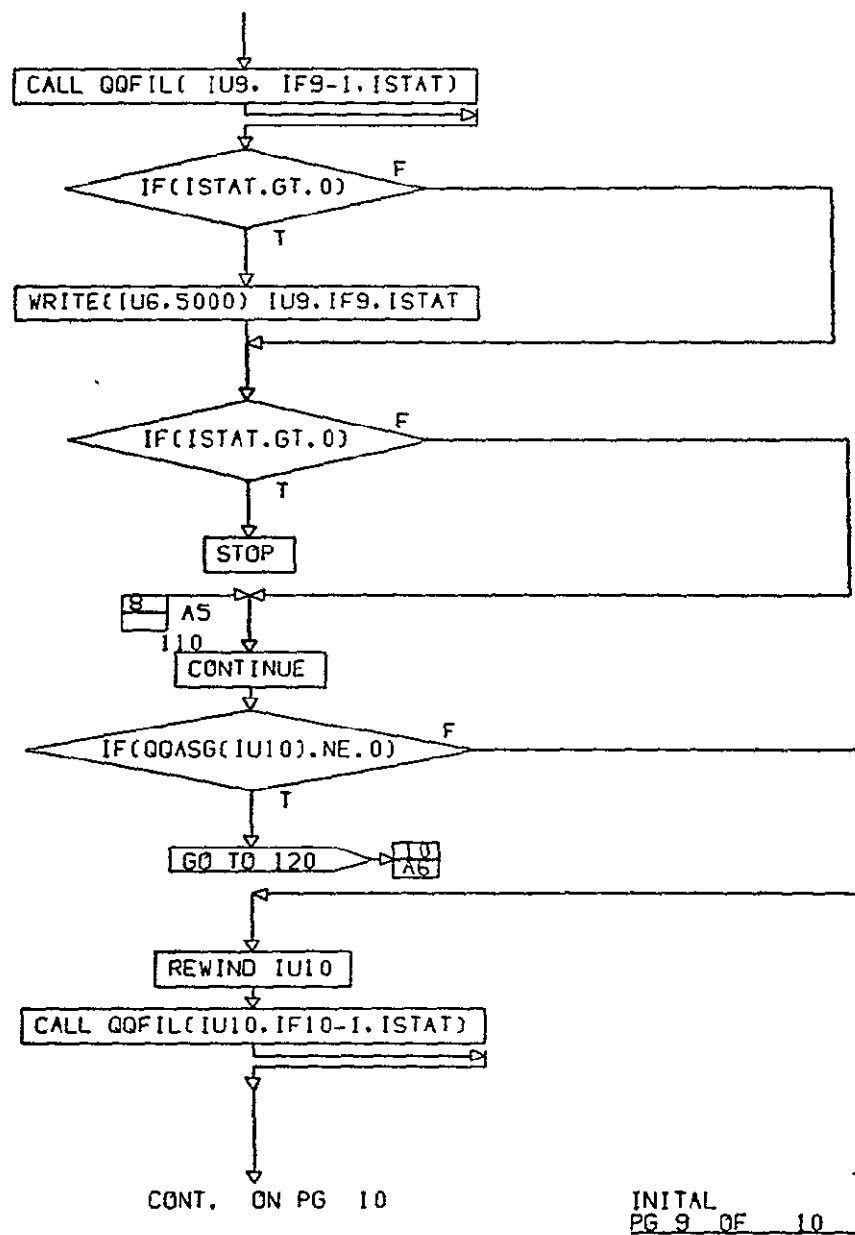 CALL QQFIL( IU9. IF9-1.ISTAT)
F
IF(ISTAT.GT.0)
T
WRITE(IU6.5000) IU9.IF9.ISTAT
F
IF(ISTAT.GT.0)
T
STOP
8
A5
110
CONTINUE
F
IF(QQASG(IU10).NE.0)
T
GO TO 120
10
A6
REWIND IU10
CALL QQFIL(IU10.IF10-1.ISTAT)
CONT. ON PG 10
INITAL
PG 9 OF 10